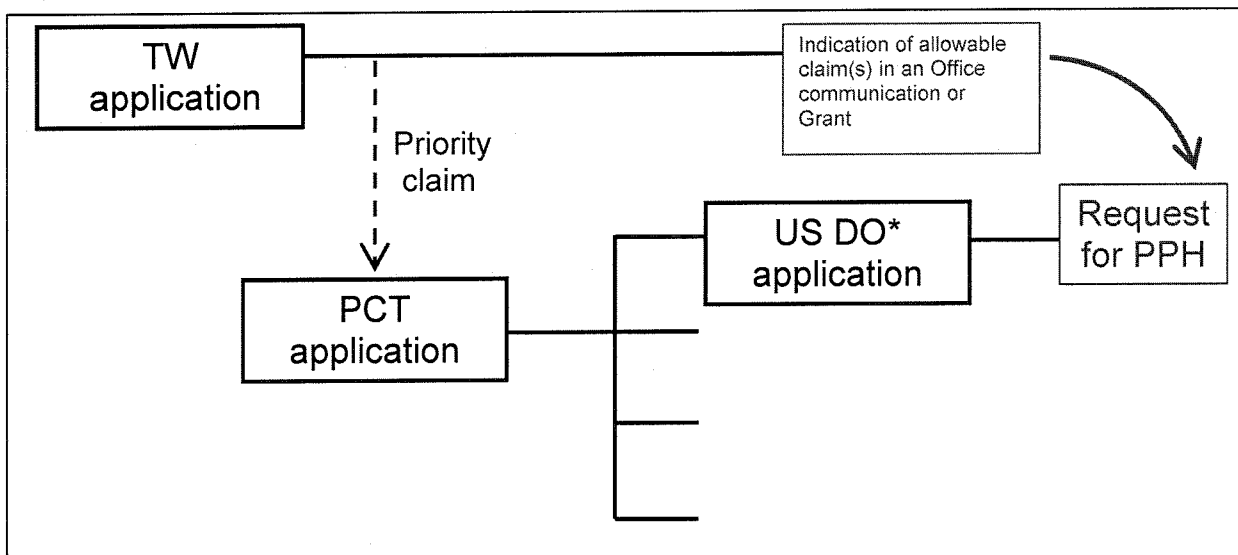 TW
application
Indication of allowable
claim(s) in an Office
communication or
Grant
Priority
claim
US DO*
application
Request
for PPH
PCT
application